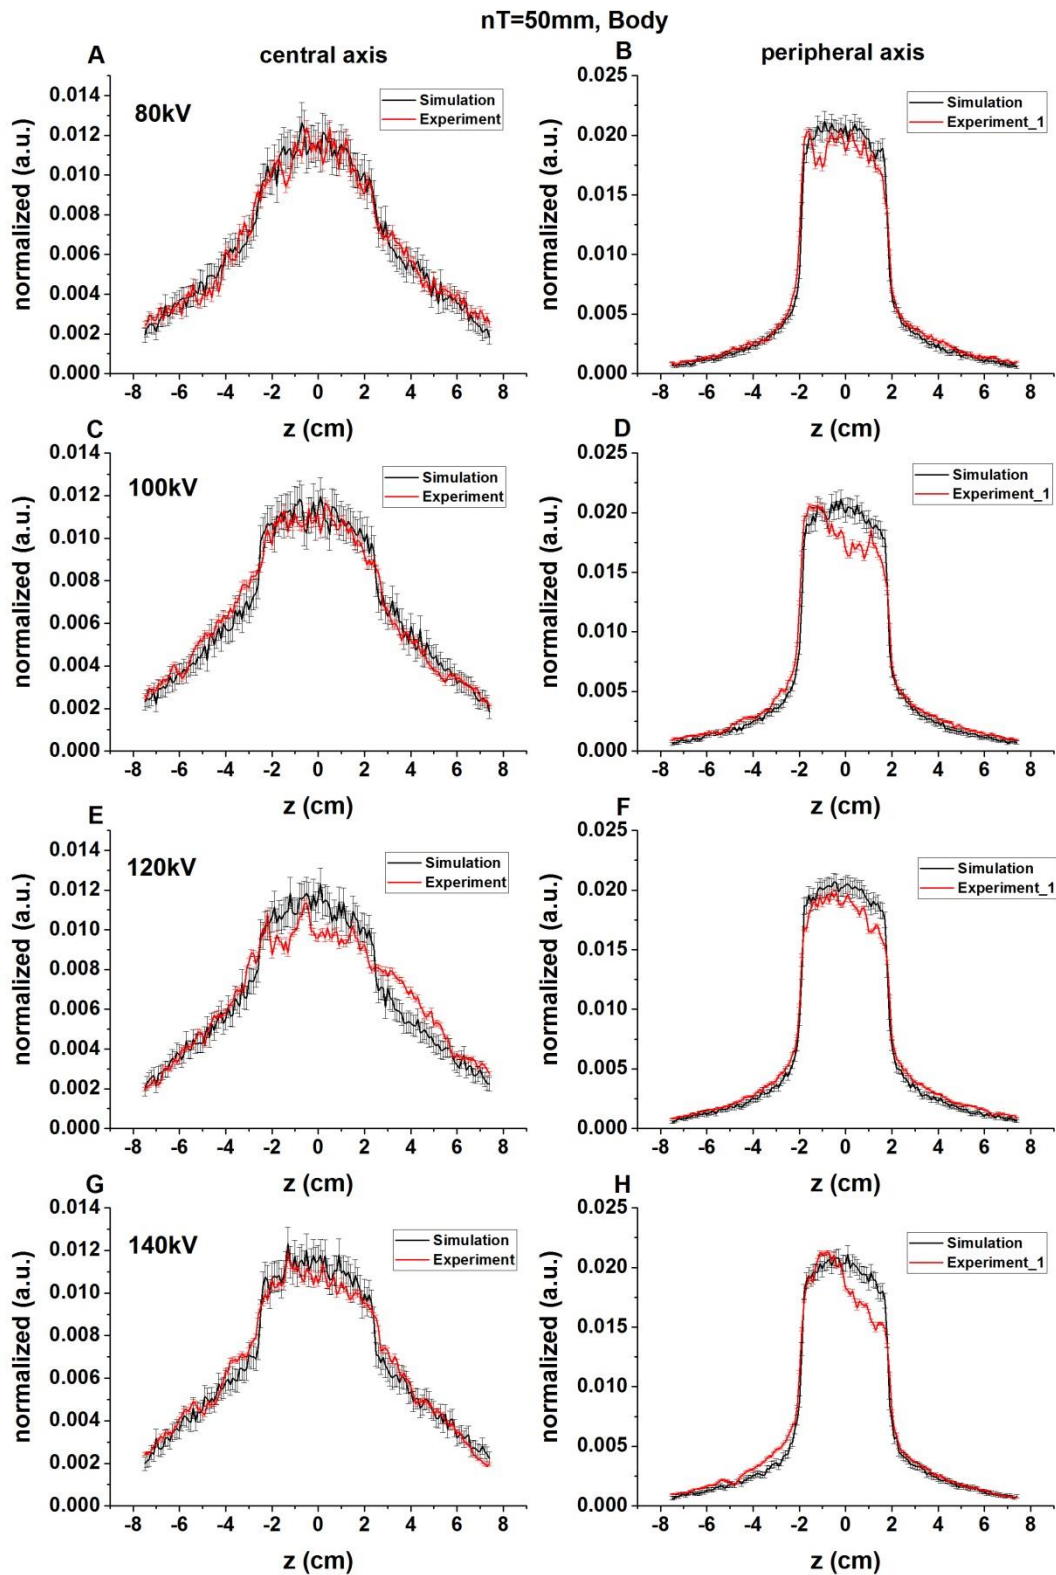 nT=50mm, Body
A central axis
80kV
Simulation
Experiment
normalized (a.u.)
0.014
0.012
0.010
0.008
0.006
0.004
0.002
0.000
-8 -6 -4 -2 0 2 4 6 8
z (cm)
B peripheral axis
Simulation
Experiment_1
normalized (a.u.)
0.025
0.020
0.015
0.010
0.005
0.000
-8 -6 -4 -2 0 2 4 6 8
z (cm)
C
100kV
Simulation
Experiment
normalized (a.u.)
0.014
0.012
0.010
0.008
0.006
0.004
0.002
0.000
-8 -6 -4 -2 0 2 4 6 8
z (cm)
D
Simulation
Experiment_1
normalized (a.u.)
0.025
0.020
0.015
0.010
0.005
0.000
-8 -6 -4 -2 0 2 4 6 8
z (cm)
E
120kV
Simulation
Experiment
normalized (a.u.)
0.014
0.012
0.010
0.008
0.006
0.004
0.002
0.000
-8 -6 -4 -2 0 2 4 6 8
z (cm)
F
Simulation
Experiment_1
normalized (a.u.)
0.025
0.020
0.015
0.010
0.005
0.000
-8 -6 -4 -2 0 2 4 6 8
z (cm)
G
140kV
Simulation
Experiment
normalized (a.u.)
0.014
0.012
0.010
0.008
0.006
0.004
0.002
0.000
-8 -6 -4 -2 0 2 4 6 8
z (cm)
H
Simulation
Experiment_1
normalized (a.u.)
0.025
0.020
0.015
0.010
0.005
0.000
-8 -6 -4 -2 0 2 4 6 8
z (cm)